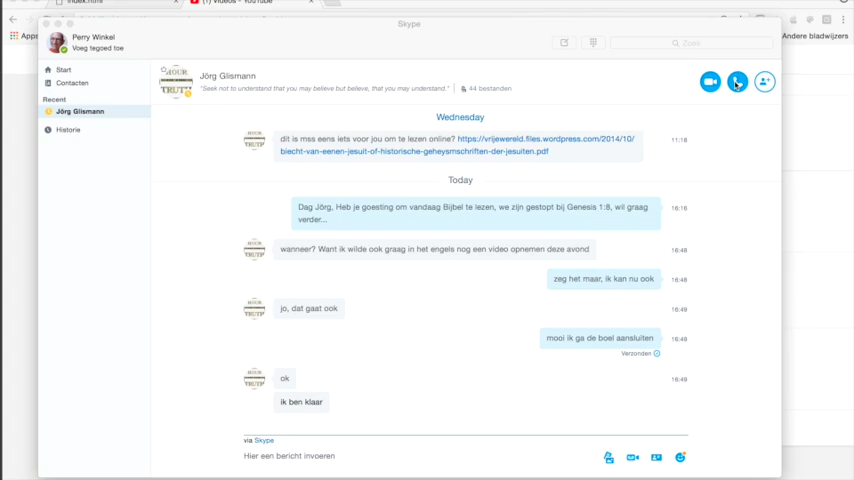 Index.html
(1) Videos - YouTube
Apps
Andere bladwijzers
Skype
Perry Winkel
Voeg tegoed toe
Zoek
Start
Contacten
Recent
Jörg Glismann
Historie
HOUR
TRUTH
Jörg Glismann
"Seek not to understand that you may believe but believe, that you may understand."
44 bestanden
Wednesday
dit is mss eens iets voor jou om te lezen online? https://vrijewereld.files.wordpress.com/2014/10/
biecht-van-eenen-jesuit-of-historische-geheysmschriften-der-jesuiten.pdf
11:18
Today
Dag Jörg, Heb je goesting om vandaag Bijbel te lezen, we zijn gestopt bij Genesis 1:8, wil graag
verder...
16:16
wanneer? Want ik wilde ook graag in het engels nog een video opnemen deze avond
16:48
zeg het maar, ik kan nu ook
16:48
jo, dat gaat ook
16:49
mooi ik ga de boel aansluiten
16:49
Verzonden
ok
16:49
ik ben klaar
via Skype
Hier een bericht invoeren